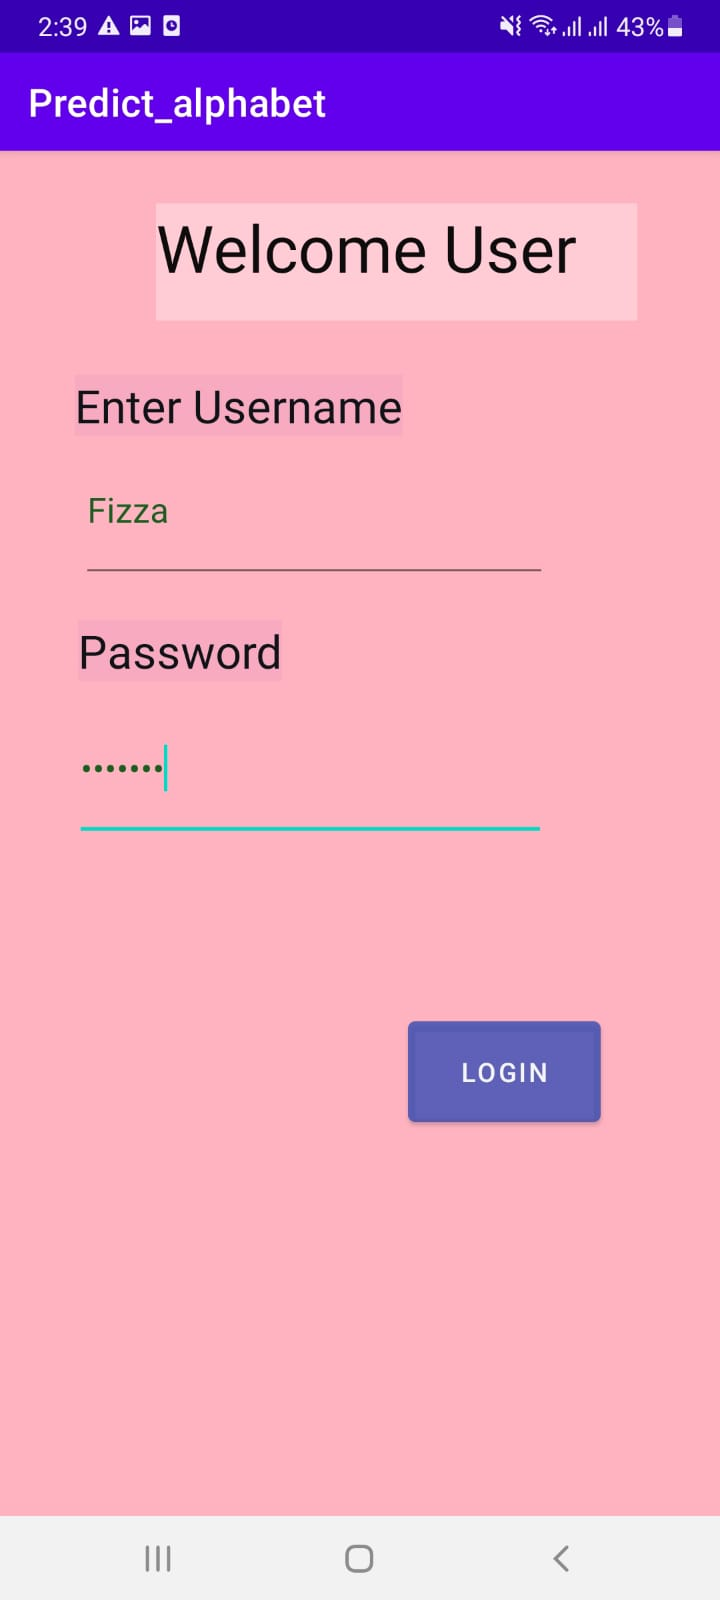 2:39 43%
Predict_alphabet
Welcome User
Enter Username
Fizza
Password
•••••••
LOGIN